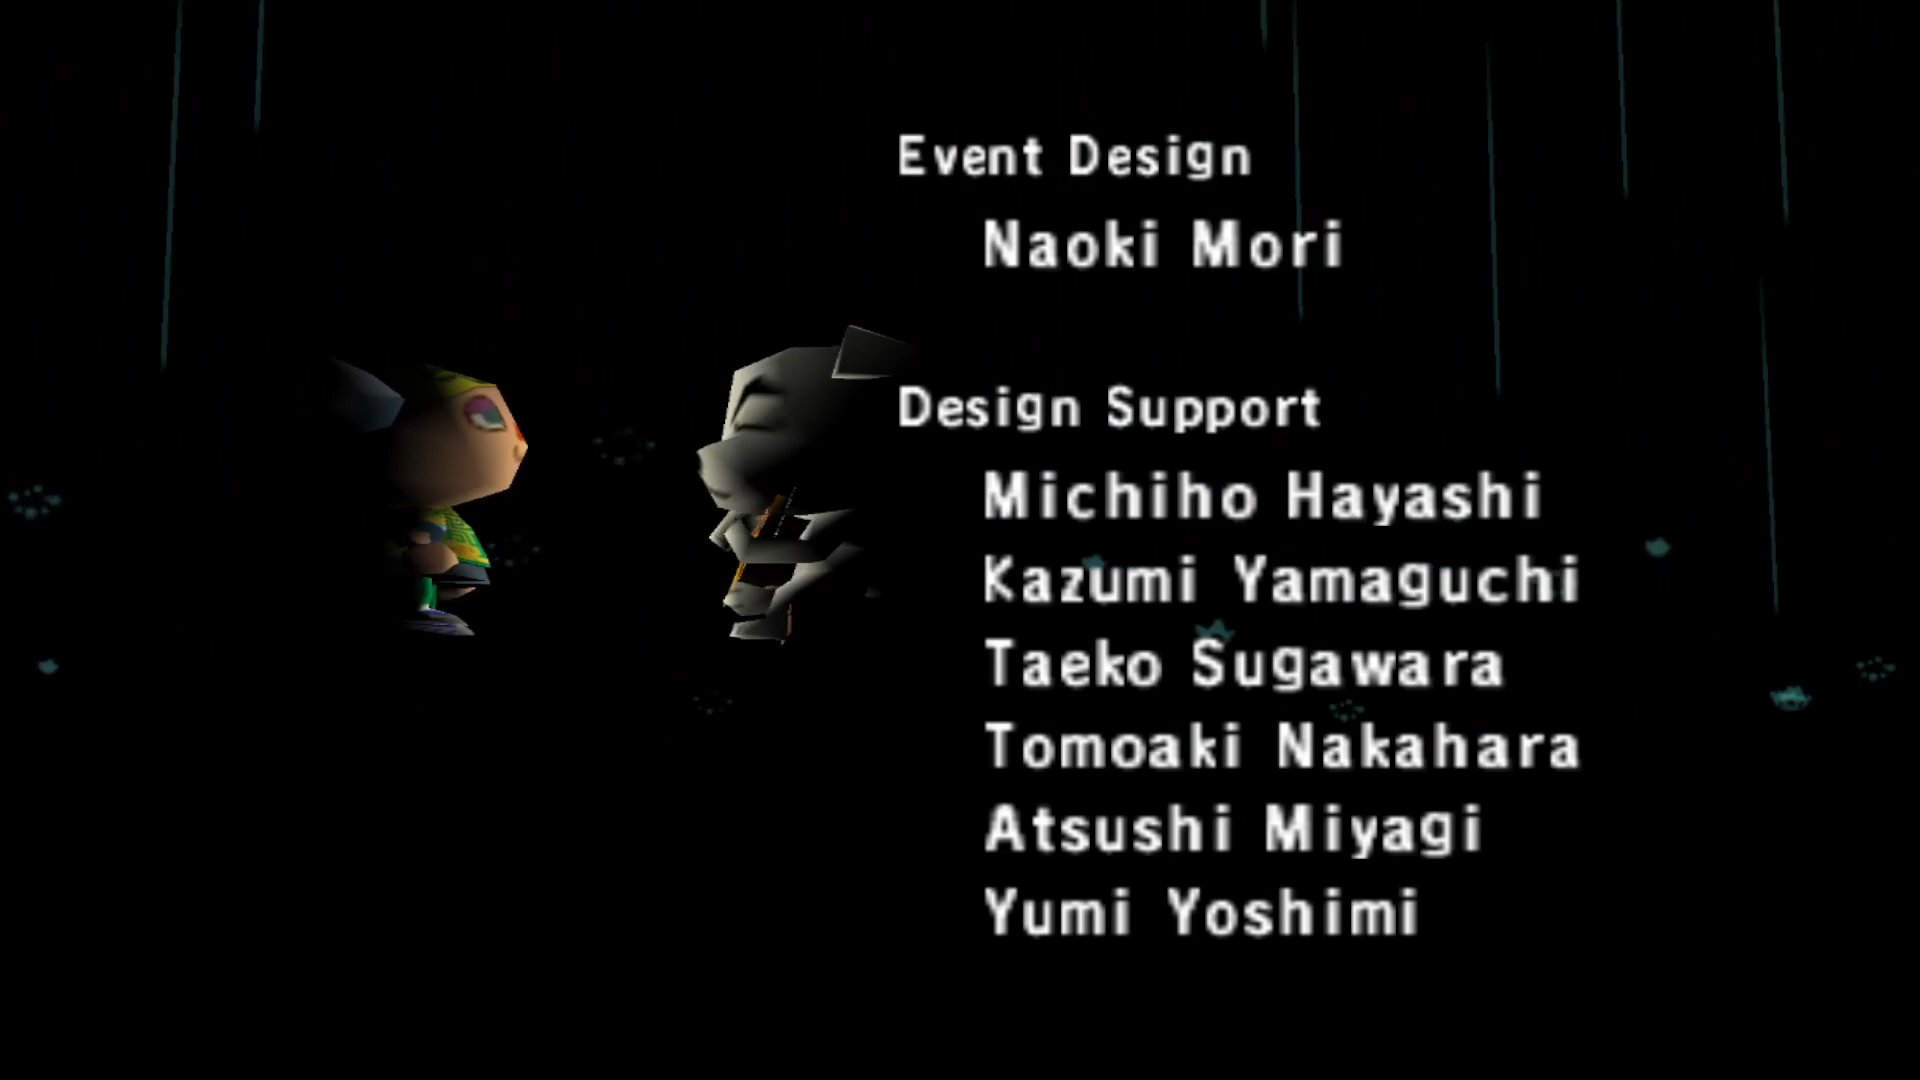 Event Design
Naoki Mori
Design Support
Michiho Hayashi
Kazumi Yamaguchi
Taeko Sugawara
Tomoaki Nakahara
Atsushi Miyagi
Yumi Yoshimi